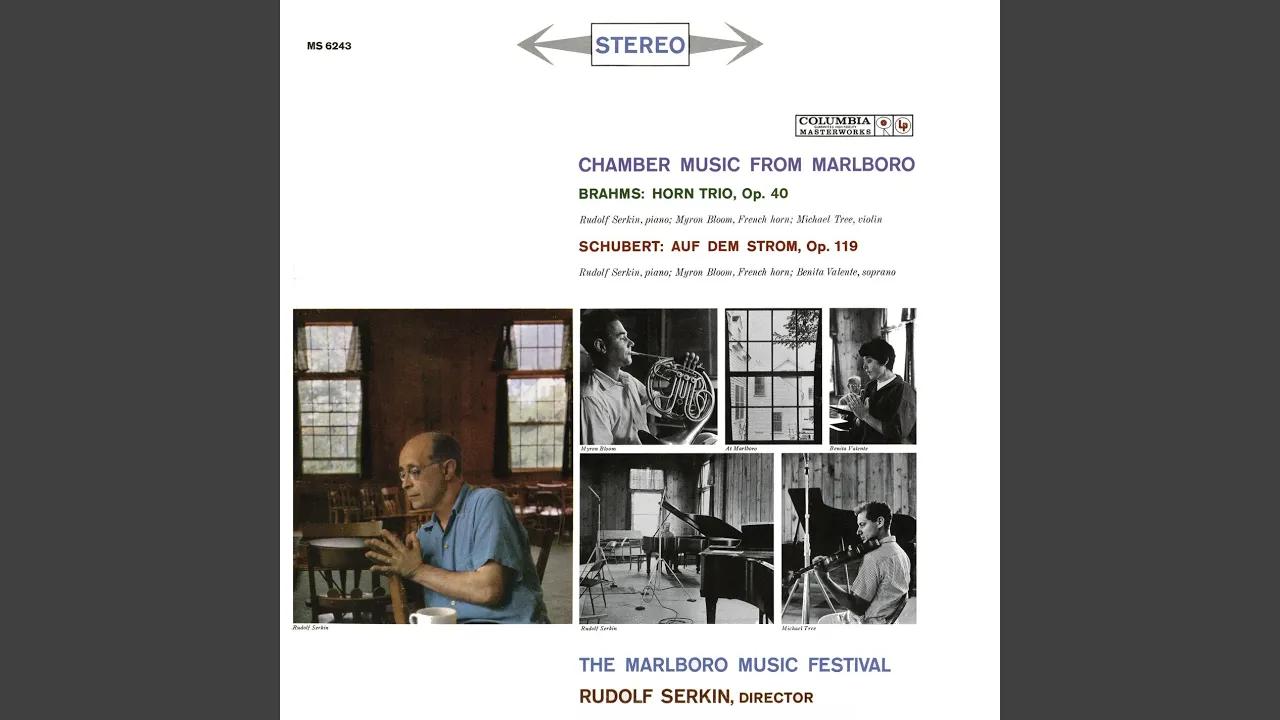 MS 6243
STEREO
COLUMBIA
MASTERWORKS
LP
CHAMBER MUSIC FROM MARLBORO
BRAHMS: HORN TRIO, Op. 40
Rudolf Serkin, piano; Myron Bloom, French horn; Michael Tree, violin
SCHUBERT: AUF DEM STROM, Op. 119
Rudolf Serkin, piano; Myron Bloom, French horn; Benita Valente, soprano
Myron Bloom
At Marlboro
Benita Valente
Rudolf Serkin
Rudolf Serkin
Michael Tree
THE MARLBORO MUSIC FESTIVAL
RUDOLF SERKIN, DIRECTOR